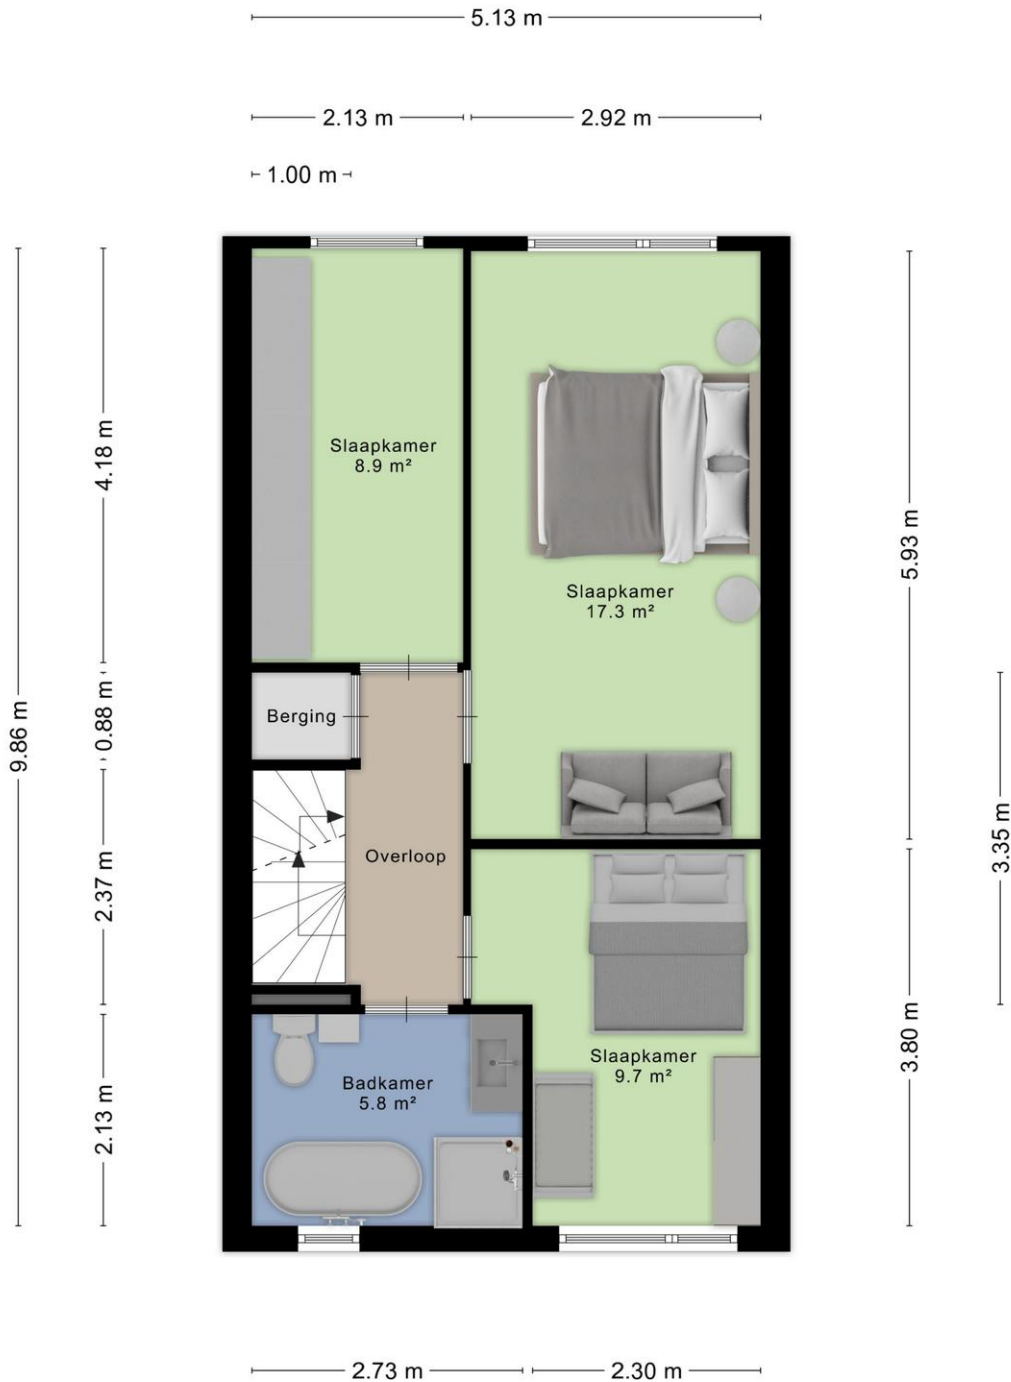 5.13 m
2.13 m
2.92 m
1.00 m
Slaapkamer
8.9 m²
4.18 m
5.93 m
Slaapkamer
17.3 m²
0.88 m
Berging
9.86 m
Overloop
2.37 m
3.35 m
3.80 m
Slaapkamer
9.7 m²
Badkamer
5.8 m²
2.13 m
2.73 m
2.30 m